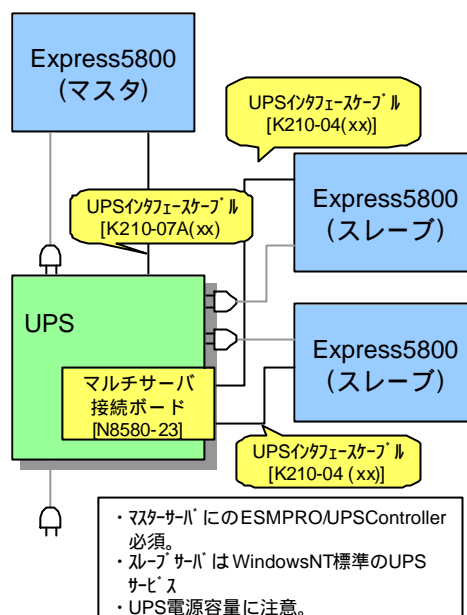 Express5800
(マスタ)
UPSインタフェースケーブル
[K210-04(xx)]
UPSインタフェースケーブル
[K210-07A(xx)
Express5800
(スレーブ)
UPS
マルチサーバ
接続ボード
[N8580-23]
Express5800
(スレーブ)
UPSインタフェースケーブル
[K210-04 (xx)]
・マスターサーバにのESMPRO/UPSController
必須。
・スレーブサーバはWindowsNT標準のUPS
サービス
・UPS電源容量に注意。